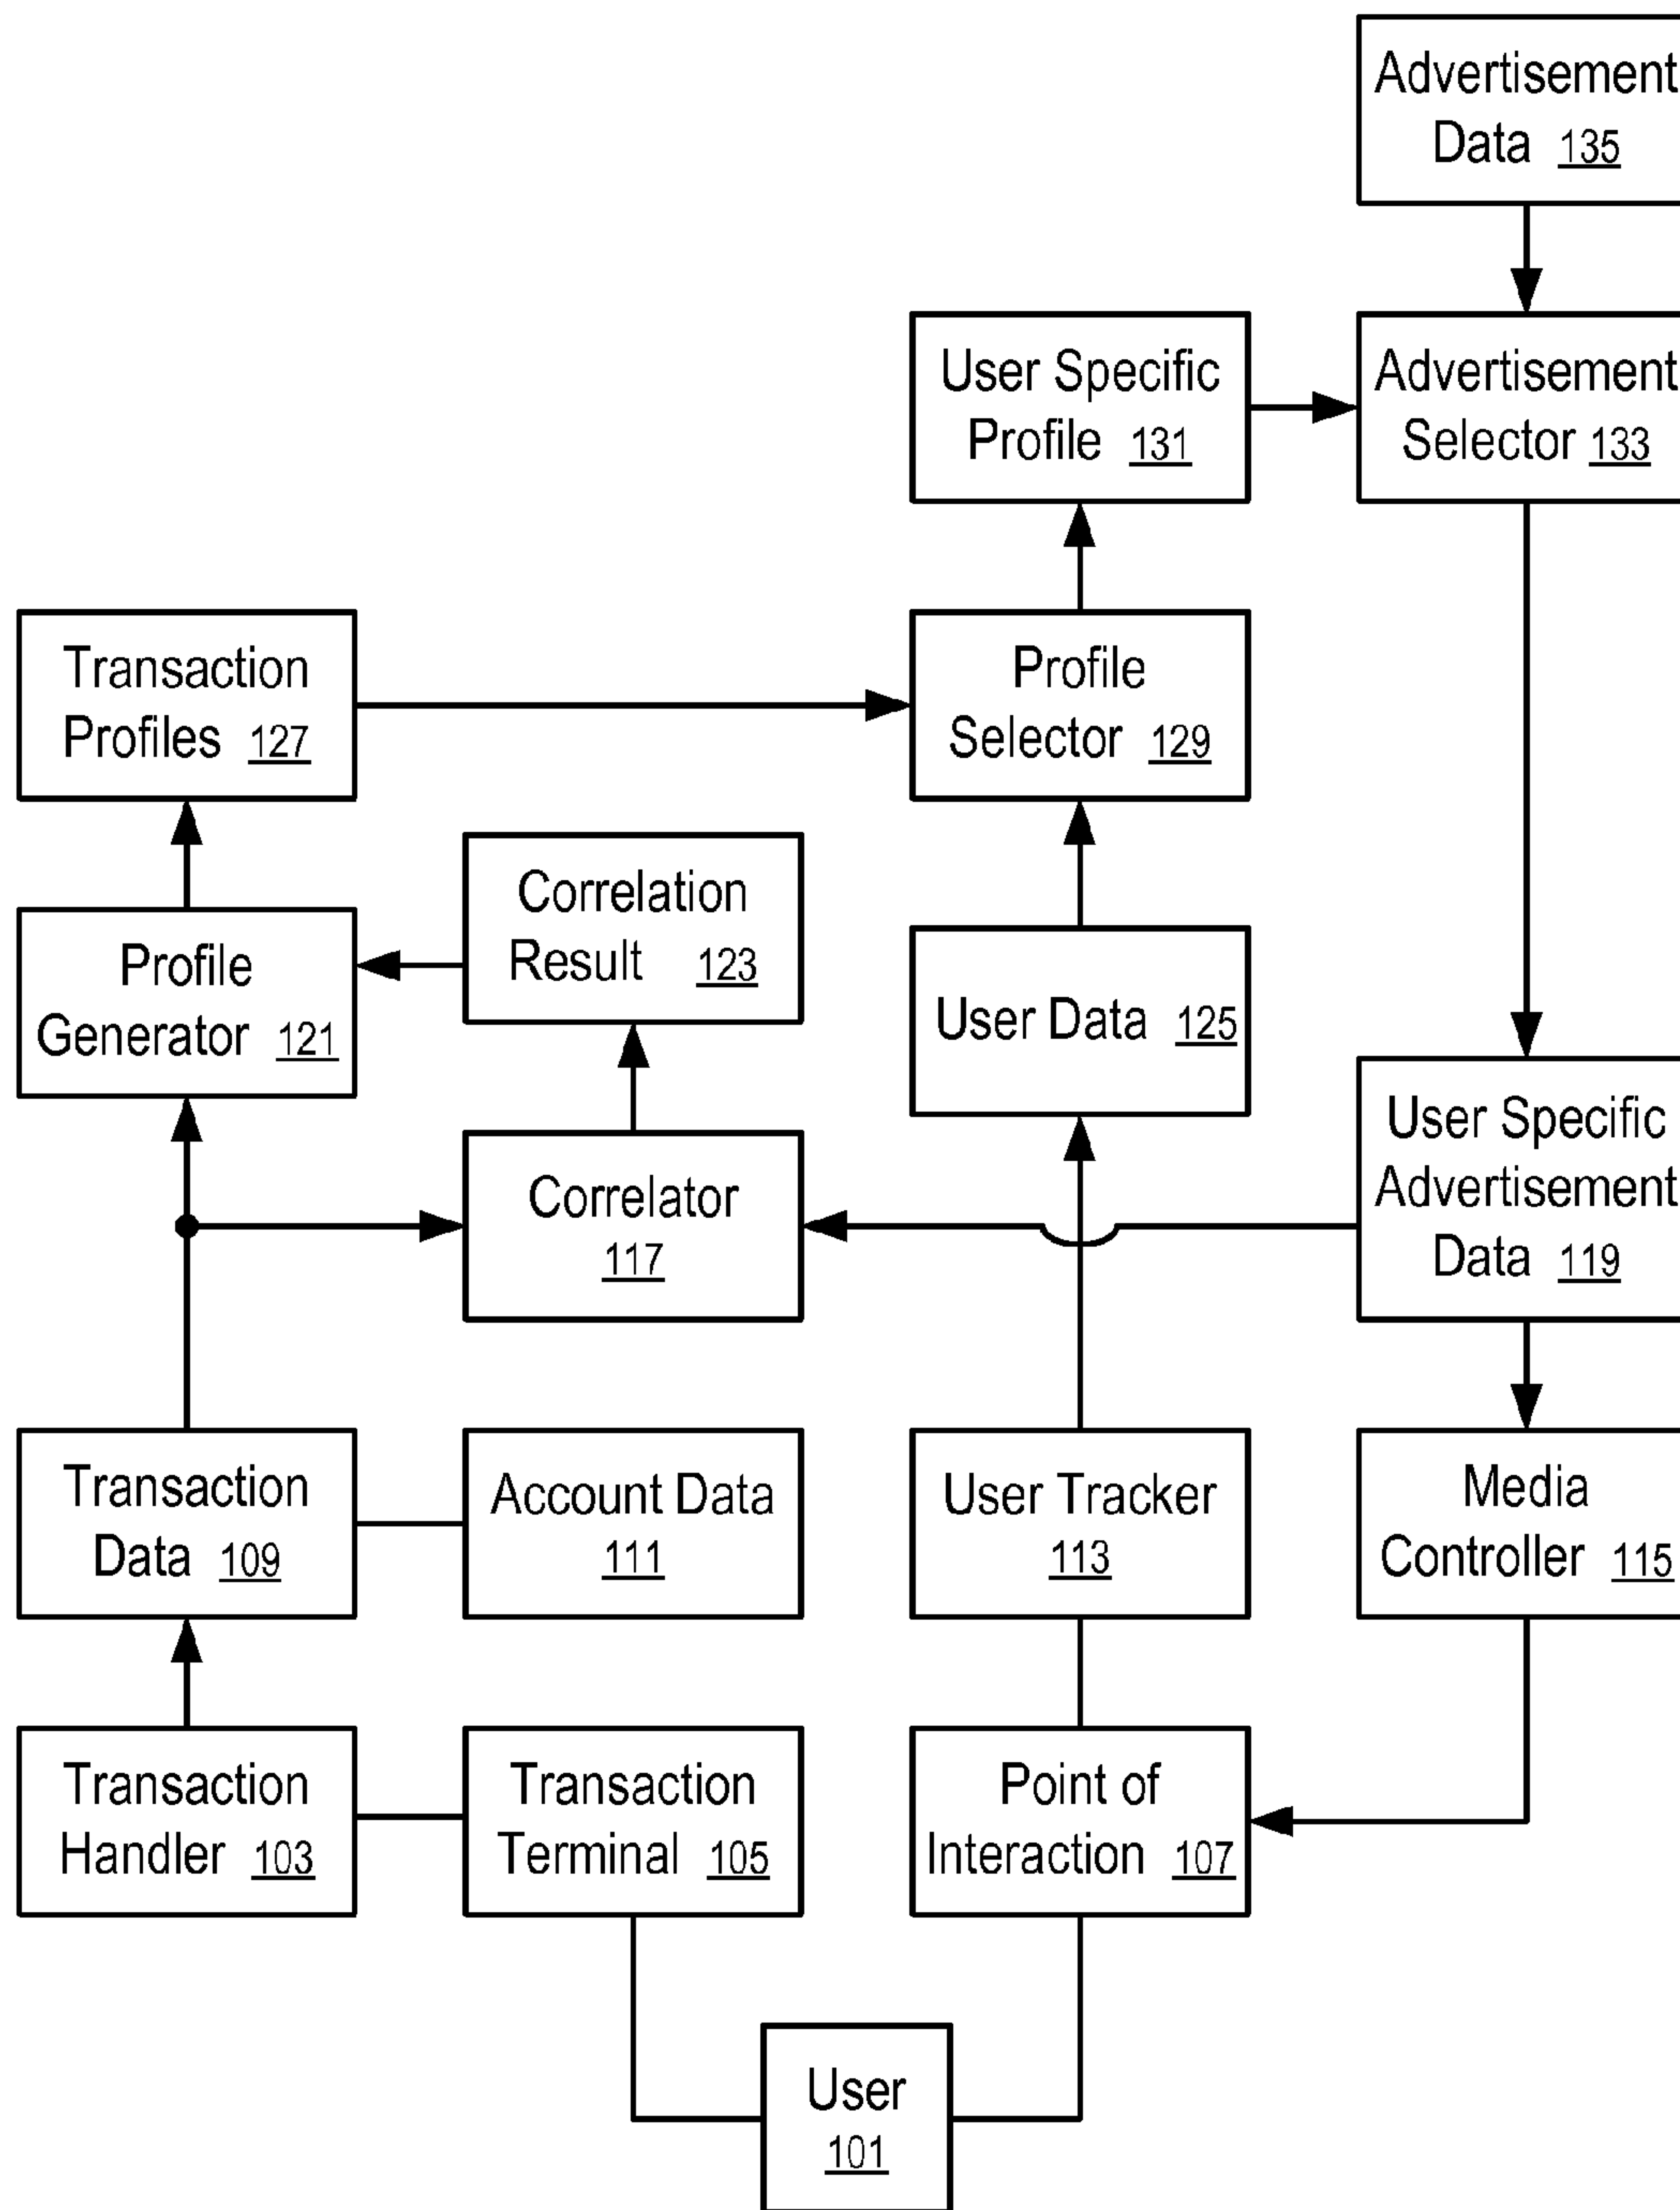 Advertisement
Data 135
User Specific
Profile 131
Advertisement
Selector 133
Transaction
Profiles 127
Profile
Selector 129
Correlation
Result 123
Profile
Generator 121
User Data 125
Correlator
117
User Specific
Advertisement
Data 119
Transaction
Data 109
Account Data
111
User Tracker
113
Media
Controller 115
Transaction
Handler 103
Transaction
Terminal 105
Point of
Interaction 107
User
101